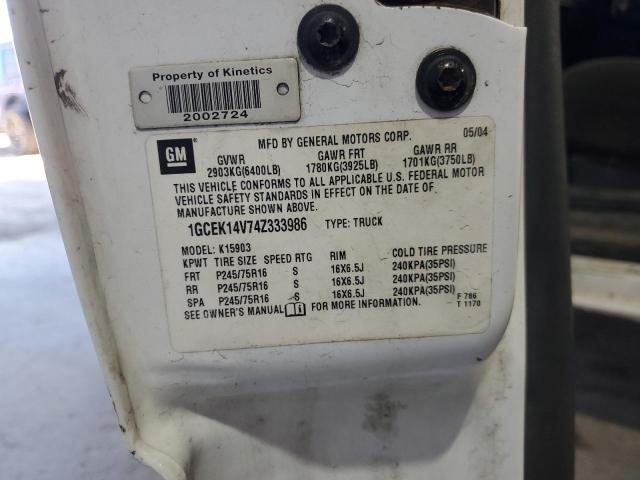 Property of Kinetics
2002724
GM
MFD BY GENERAL MOTORS CORP. 05/04
GVWR GAWR FRT GAWR RR
2903KG(6400LB) 1780KG(3925LB) 1701KG(3750LB)
THIS VEHICLE CONFORMS TO ALL APPLICABLE U.S. FEDERAL MOTOR
VEHICLE SAFETY STANDARDS IN EFFECT ON THE DATE OF
MANUFACTURE SHOWN ABOVE.
1GCEK14V74Z333986 TYPE: TRUCK
MODEL: K15903
KPWT TIRE SIZE SPEED RTG RIM COLD TIRE PRESSURE
FRT P245/75R16 S 16X6.5J 240KPA(35PSI)
RR P245/75R16 S 16X6.5J 240KPA(35PSI)
SPA P245/75R16 S 16X6.5J 240KPA(35PSI)
SEE OWNER'S MANUAL FOR MORE INFORMATION.
F 786
T 1170